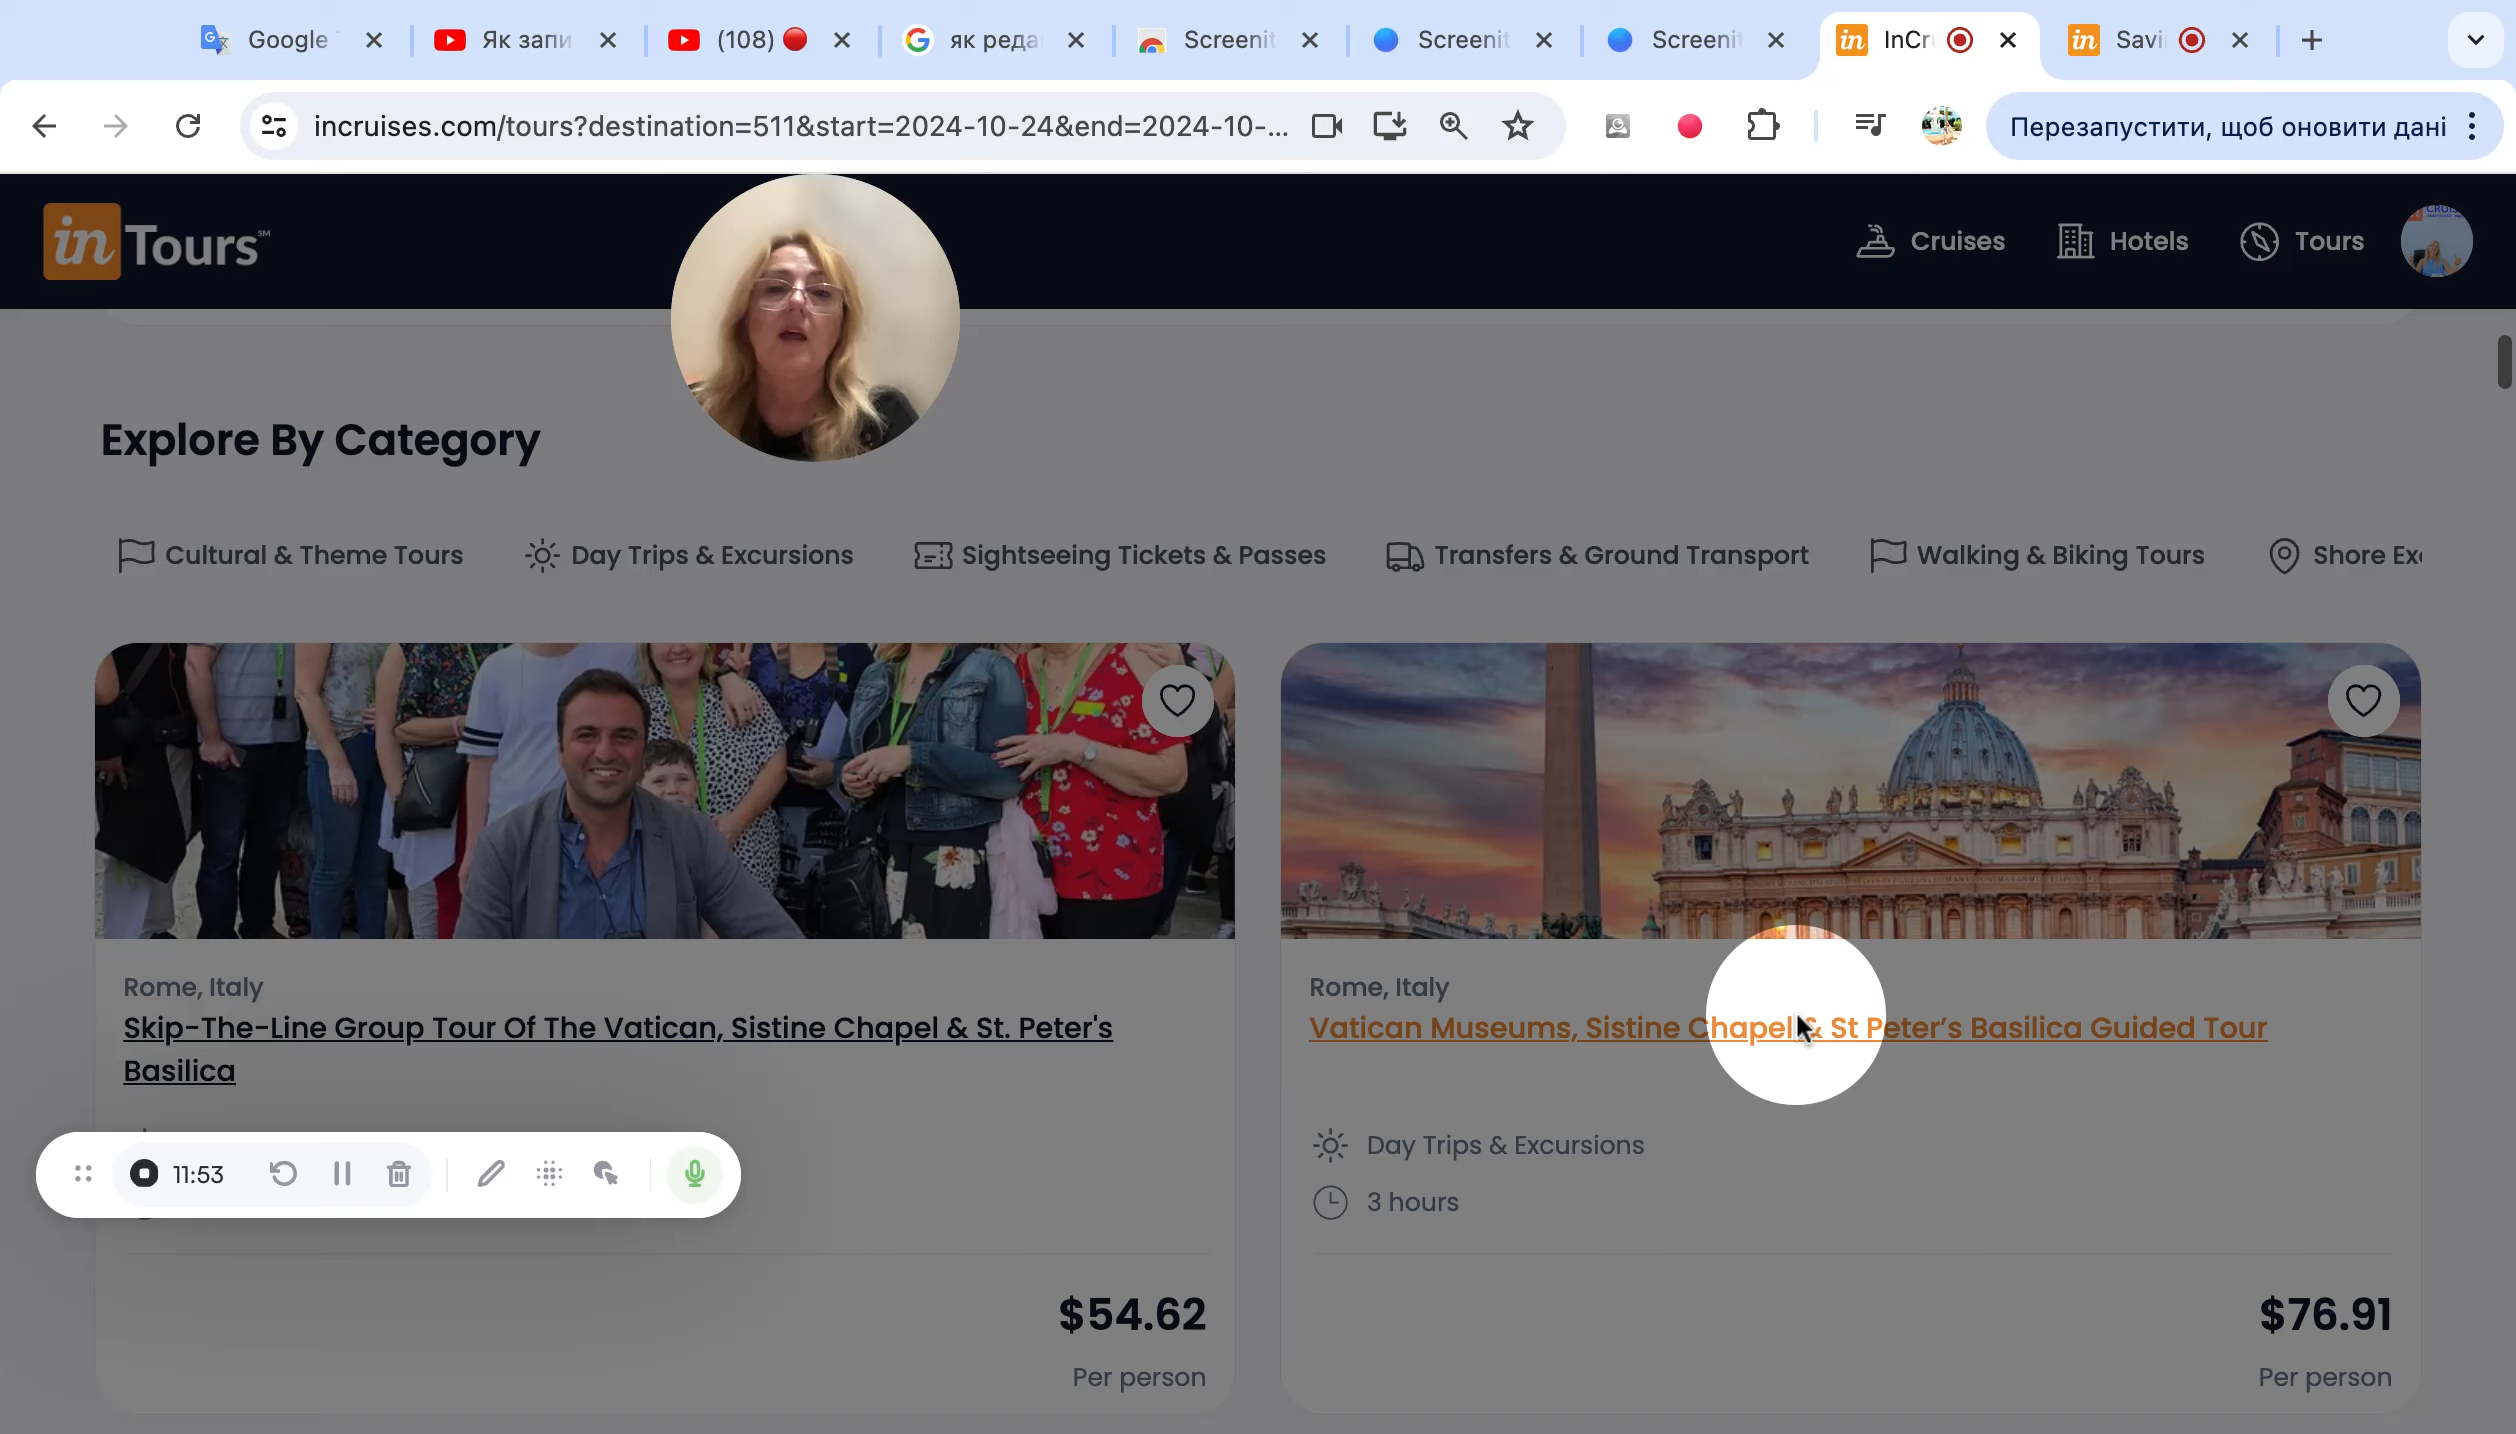 Google
Як запи
(108)
як реда
Screenit
Screenit
Screenit
InCr
Savi
incruises.com/tours?destination=511&start=2024-10-24&end=2024-10-...
Перезапустити, щоб оновити дані
in Tours℠
Cruises
Hotels
Tours
Explore By Category
Cultural & Theme Tours
Day Trips & Excursions
Sightseeing Tickets & Passes
Transfers & Ground Transport
Walking & Biking Tours
Shore Exc
Rome, Italy
Skip-The-Line Group Tour Of The Vatican, Sistine Chapel & St. Peter's
Basilica
$54.62
Per person
Rome, Italy
Vatican Museums, Sistine Chapel & St Peter’s Basilica Guided Tour
Day Trips & Excursions
3 hours
$76.91
Per person
11:53